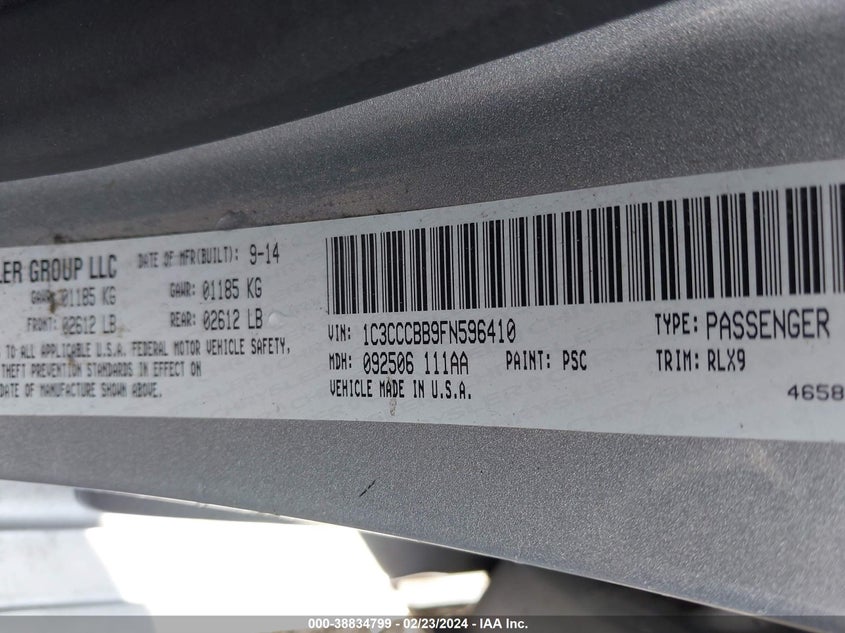 LER GROUP LLC DATE OF MFR(BUILT): 9-14
GAWR: 01185 KG GAWR: 01185 KG
FRONT: 02612 LB REAR: 02612 LB
TO ALL APPLICABLE U.S.A. FEDERAL MOTOR VEHICLE SAFETY,
THEFT PREVENTION STANDARDS IN EFFECT ON
DATE OF MANUFACTURE SHOWN ABOVE.
VIN: 1C3CCCBB9FN596410 TYPE: PASSENGER
MDH: 092506 111AA PAINT: PSC TRIM: RLX9
VEHICLE MADE IN U.S.A. 4658
000-38834799 - 02/23/2024 - IAA Inc.